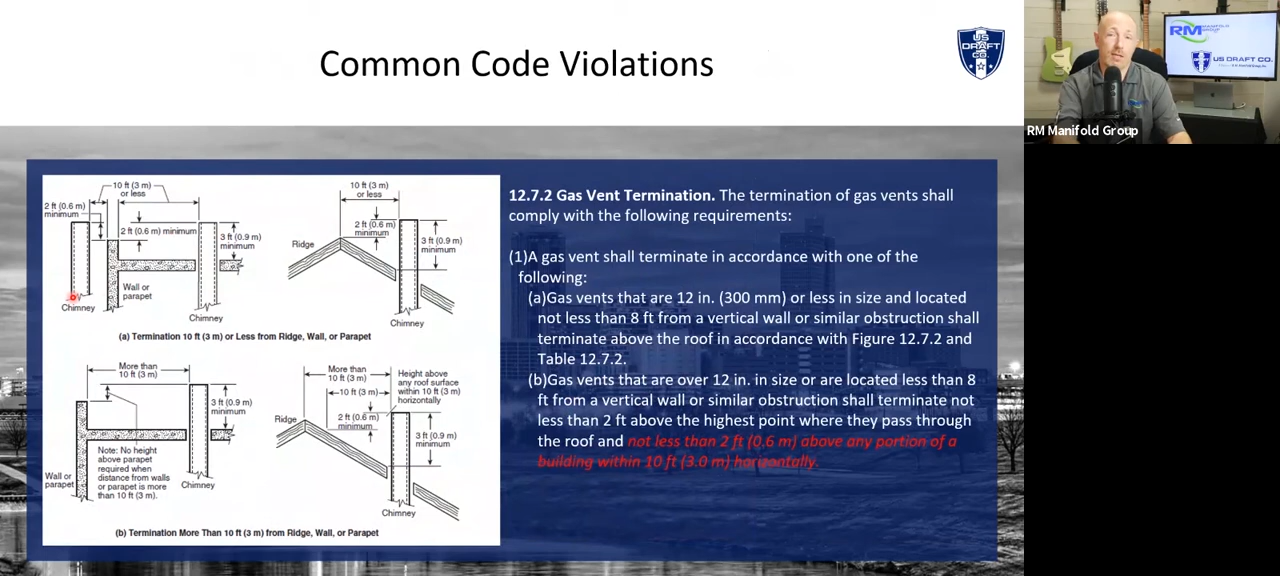 Common Code Violations
US
DRAFT
CO.
RM MANIFOLD
GROUP
US DRAFT CO.
RM Manifold Group
10 ft (3 m)
or less
2 ft (0.6 m)
minimum
2 ft (0.6 m) minimum
3 ft (0.9 m)
minimum
Wall or
parapet
Chimney
Chimney
10 ft (3 m)
or less
2 ft (0.6 m)
minimum
Ridge
3 ft (0.9 m)
minimum
Chimney
(a) Termination 10 ft (3 m) or Less from Ridge, Wall, or Parapet
More than
10 ft (3 m)
3 ft (0.9 m)
minimum
Note: No height
above parapet
required when
distance from walls
or parapet is more
than 10 ft (3 m).
Wall or
parapet
Chimney
More than
10 ft (3 m)
Height above
any roof surface
within 10 ft (3 m)
horizontally
10 ft (3 m)
Ridge
2 ft (0.6 m)
minimum
3 ft (0.9 m)
minimum
Chimney
(b) Termination More Than 10 ft (3 m) from Ridge, Wall, or Parapet
12.7.2 Gas Vent Termination. The termination of gas vents shall
comply with the following requirements:
(1)A gas vent shall terminate in accordance with one of the
following:
(a)Gas vents that are 12 in. (300 mm) or less in size and located
not less than 8 ft from a vertical wall or similar obstruction shall
terminate above the roof in accordance with Figure 12.7.2 and
Table 12.7.2.
(b)Gas vents that are over 12 in. in size or are located less than 8
ft from a vertical wall or similar obstruction shall terminate not
less than 2 ft above the highest point where they pass through
the roof and not less than 2 ft (0.6 m) above any portion of a
building within 10 ft (3.0 m) horizontally.